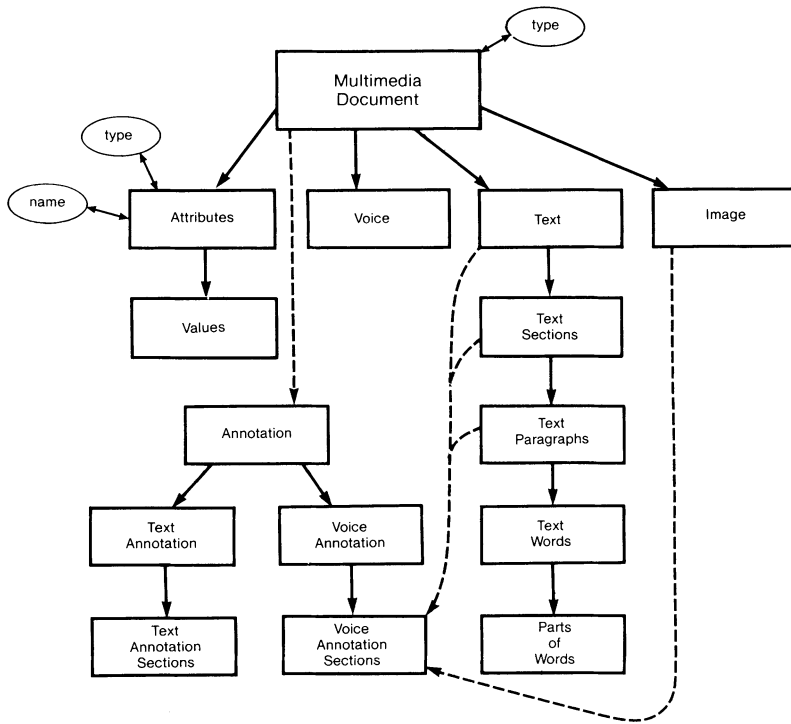 type
Multimedia
Document
type
name
Attributes
Voice
Text
Image
Values
Text
Sections
Annotation
Text
Paragraphs
Text
Annotation
Voice
Annotation
Text
Words
Text
Annotation
Sections
Voice
Annotation
Sections
Parts
of
Words